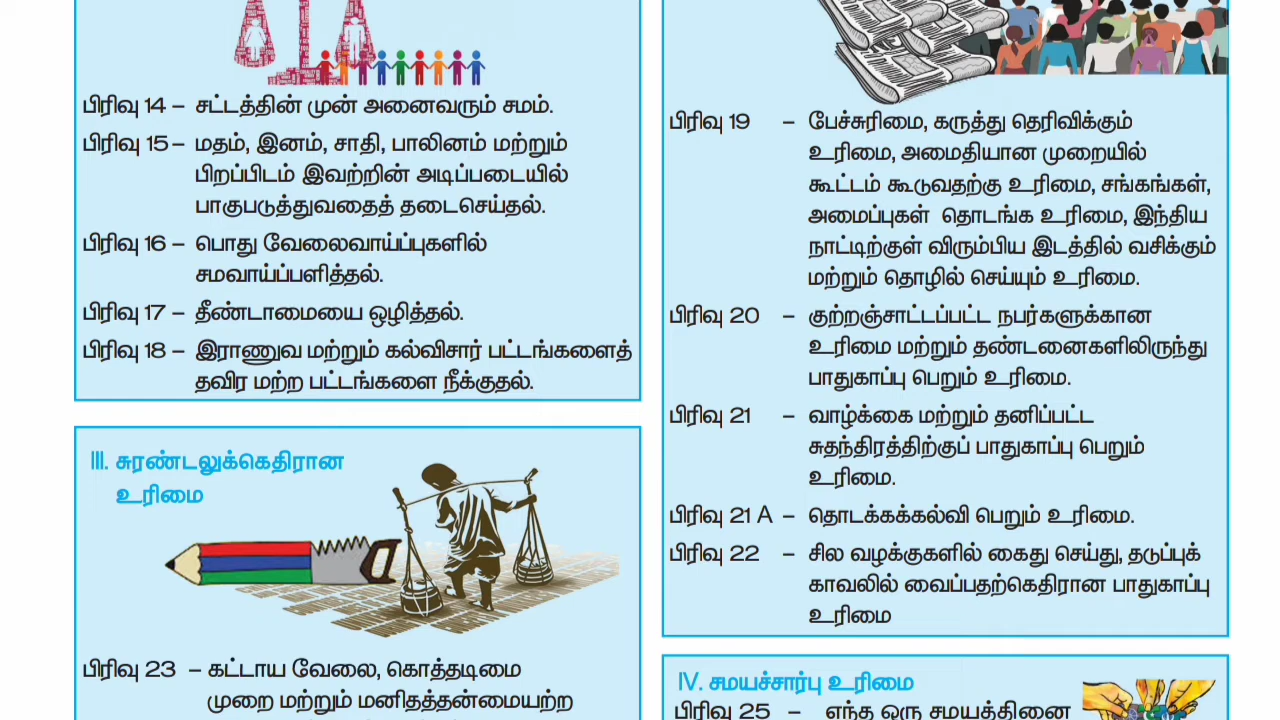 பிரிவு 14 – சட்டத்தின் முன் அனைவரும் சமம்.
பிரிவு 15 – மதம், இனம், சாதி, பாலினம் மற்றும்
பிறப்பிடம் இவற்றின் அடிப்படையில்
பாகுபடுத்துவதைத் தடைசெய்தல்.
பிரிவு 16 – பொது வேலைவாய்ப்புகளில்
சமவாய்ப்பளித்தல்.
பிரிவு 17 – தீண்டாமையை ஒழித்தல்.
பிரிவு 18 – இராணுவ மற்றும் கல்விசார் பட்டங்களைத்
தவிர மற்ற பட்டங்களை நீக்குதல்.
III. சுரண்டலுக்கெதிரான
உரிமை
பிரிவு 23 – கட்டாய வேலை, கொத்தடிமை
முறை மற்றும் மனிதத்தன்மையற்ற
பிரிவு 19 – பேச்சுரிமை, கருத்து தெரிவிக்கும்
உரிமை, அமைதியான முறையில்
கூட்டம் கூடுவதற்கு உரிமை, சங்கங்கள்,
அமைப்புகள் தொடங்க உரிமை, இந்திய
நாட்டிற்குள் விரும்பிய இடத்தில் வசிக்கும்
மற்றும் தொழில் செய்யும் உரிமை.
பிரிவு 20 – குற்றஞ்சாட்டப்பட்ட நபர்களுக்கான
உரிமை மற்றும் தண்டனைகளிலிருந்து
பாதுகாப்பு பெறும் உரிமை.
பிரிவு 21 – வாழ்க்கை மற்றும் தனிப்பட்ட
சுதந்திரத்திற்குப் பாதுகாப்பு பெறும்
உரிமை.
பிரிவு 21 A – தொடக்கக்கல்வி பெறும் உரிமை.
பிரிவு 22 – சில வழக்குகளில் கைது செய்து, தடுப்புக்
காவலில் வைப்பதற்கெதிரான பாதுகாப்பு
உரிமை
IV. சமயச்சார்பு உரிமை
பிரிவு 25 – எந்த ஒரு சமயத்தினை